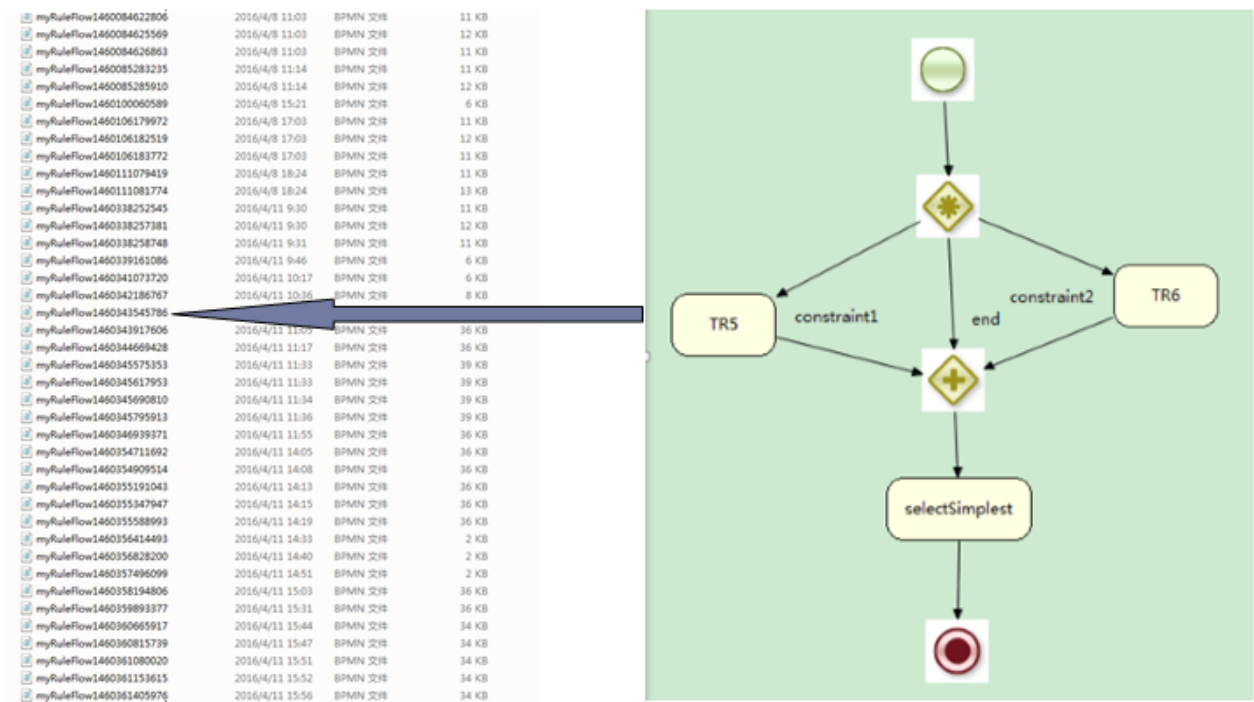 myRuleFlow1460084622806 2016/4/8 11:03 BPMN 文件 11 KB
myRuleFlow1460084625569 2016/4/8 11:03 BPMN 文件 12 KB
myRuleFlow1460084626863 2016/4/8 11:03 BPMN 文件 11 KB
myRuleFlow1460085283235 2016/4/8 11:14 BPMN 文件 11 KB
myRuleFlow1460085285910 2016/4/8 11:14 BPMN 文件 12 KB
myRuleFlow1460100060589 2016/4/8 15:21 BPMN 文件 6 KB
myRuleFlow1460106179972 2016/4/8 17:03 BPMN 文件 11 KB
myRuleFlow1460106182519 2016/4/8 17:03 BPMN 文件 12 KB
myRuleFlow1460106183772 2016/4/8 17:03 BPMN 文件 11 KB
myRuleFlow1460111079419 2016/4/8 18:24 BPMN 文件 11 KB
myRuleFlow1460111081774 2016/4/8 18:24 BPMN 文件 13 KB
myRuleFlow1460338252545 2016/4/11 9:30 BPMN 文件 11 KB
myRuleFlow1460338257381 2016/4/11 9:30 BPMN 文件 12 KB
myRuleFlow1460338258748 2016/4/11 9:31 BPMN 文件 11 KB
myRuleFlow1460339161086 2016/4/11 9:46 BPMN 文件 6 KB
myRuleFlow1460341073720 2016/4/11 10:17 BPMN 文件 6 KB
myRuleFlow1460342186767 2016/4/11 10:36 BPMN 文件 8 KB
myRuleFlow1460343545786
myRuleFlow1460343917606 2016/4/11 11:05 BPMN 文件 36 KB
myRuleFlow1460344669428 2016/4/11 11:17 BPMN 文件 36 KB
myRuleFlow1460345575353 2016/4/11 11:33 BPMN 文件 39 KB
myRuleFlow1460345617953 2016/4/11 11:33 BPMN 文件 39 KB
myRuleFlow1460345690810 2016/4/11 11:34 BPMN 文件 39 KB
myRuleFlow1460345795913 2016/4/11 11:36 BPMN 文件 39 KB
myRuleFlow1460346939371 2016/4/11 11:55 BPMN 文件 36 KB
myRuleFlow1460354711692 2016/4/11 14:05 BPMN 文件 36 KB
myRuleFlow1460354909514 2016/4/11 14:08 BPMN 文件 36 KB
myRuleFlow1460355191043 2016/4/11 14:13 BPMN 文件 36 KB
myRuleFlow1460355347947 2016/4/11 14:15 BPMN 文件 36 KB
myRuleFlow1460355588993 2016/4/11 14:19 BPMN 文件 36 KB
myRuleFlow1460356414493 2016/4/11 14:33 BPMN 文件 2 KB
myRuleFlow1460356828200 2016/4/11 14:40 BPMN 文件 2 KB
myRuleFlow1460357496099 2016/4/11 14:51 BPMN 文件 2 KB
myRuleFlow1460358194806 2016/4/11 15:03 BPMN 文件 36 KB
myRuleFlow1460359893377 2016/4/11 15:31 BPMN 文件 36 KB
myRuleFlow1460360665917 2016/4/11 15:44 BPMN 文件 34 KB
myRuleFlow1460360815739 2016/4/11 15:47 BPMN 文件 34 KB
myRuleFlow1460361080020 2016/4/11 15:51 BPMN 文件 34 KB
myRuleFlow1460361153615 2016/4/11 15:52 BPMN 文件 34 KB
myRuleFlow1460361405976 2016/4/11 15:56 BPMN 文件 34 KB
TR5
constraint1
end
constraint2
TR6
selectSimplest